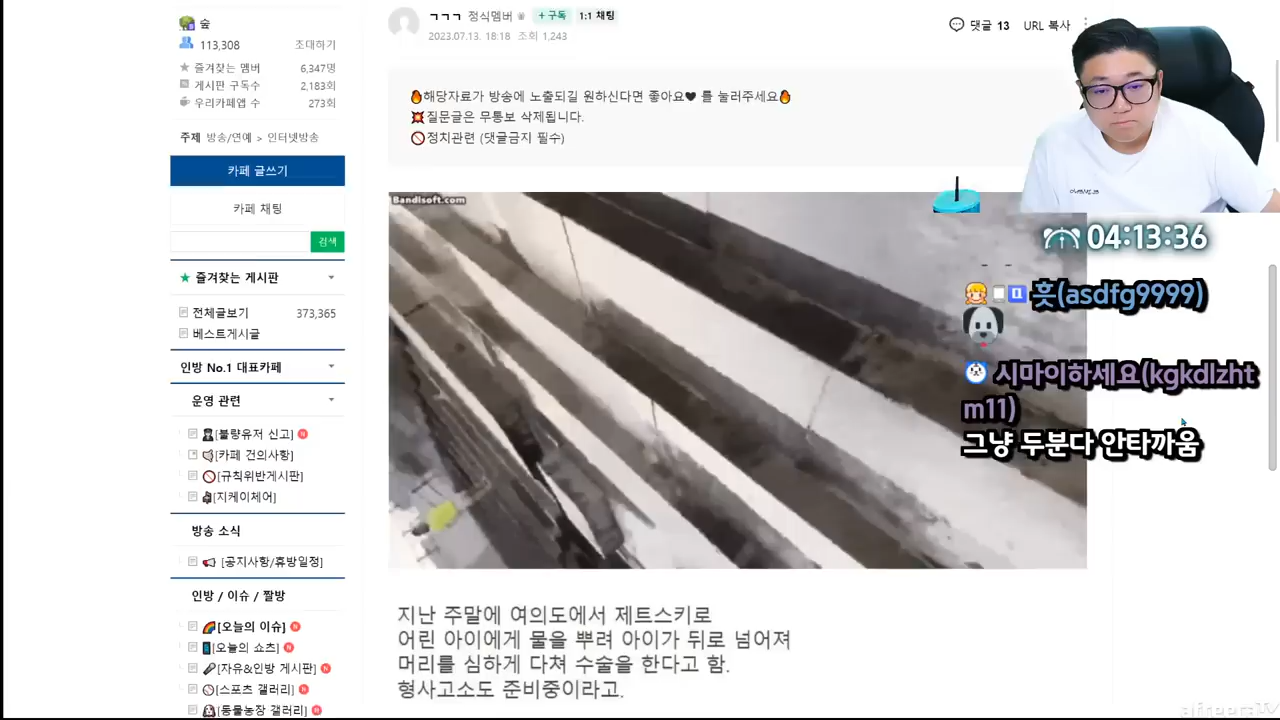 숲
113,308 초대하기
즐겨찾는 멤버 6,347명
게시판 구독수 2,183회
우리카페앱 수 273회
주제 방송/연예 > 인터넷방송
카페 글쓰기
카페 채팅
검색
★ 즐겨찾는 게시판
전체글보기 373,365
베스트게시글
인방 No.1 대표카페
운영 관련
[불량유저 신고] N
[카페 건의사항]
[규칙위반게시판]
[지케이체어]
방송 소식
[공지사항/휴방일정]
인방 / 이슈 / 짤방
[오늘의 이슈] N
[오늘의 쇼츠] N
[자유&인방 게시판] N
[스포츠 갤러리] N
[동물농장 갤러리] N
ㄱㄱㄱ 정식멤버 + 구독 1:1 채팅
2023.07.13. 18:18 조회 1,243
댓글 13 URL 복사
🔥해당자료가 방송에 노출되길 원하신다면 좋아요♥ 를 눌러주세요🔥
💥질문글은 무통보 삭제됩니다.
🚫정치관련 (댓글금지 필수)
Bandisoft.com
04:13:36
흣(asdfg9999)
시마이하세요(kgkdlzht
m11)
그냥 두분다 안타까움
지난 주말에 여의도에서 제트스키로
어린 아이에게 물을 뿌려 아이가 뒤로 넘어져
머리를 심하게 다쳐 수술을 한다고 함.
형사고소도 준비중이라고.
afreecaTV